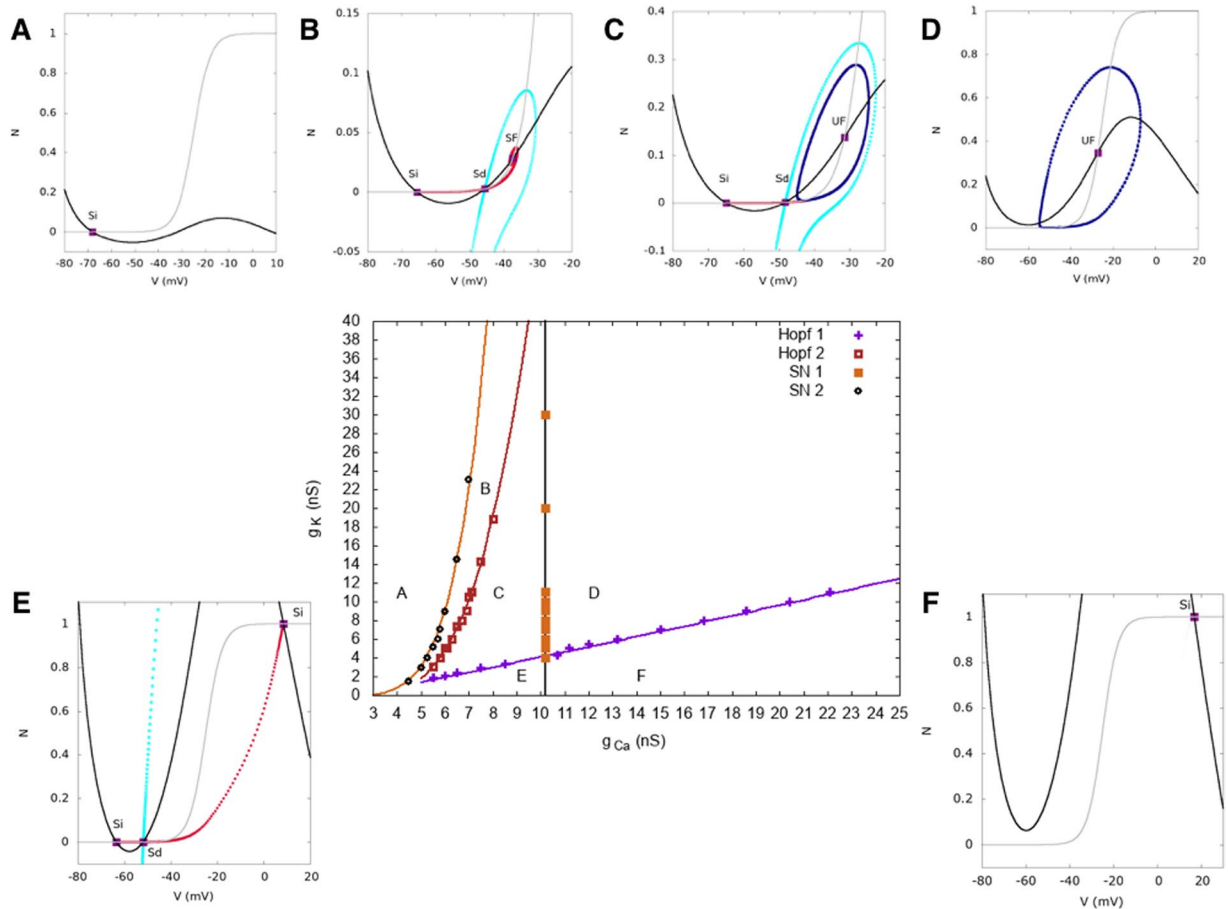 A
1
0.8
0.6
0.4
0.2
0
N
Si
-80 -70 -60 -50 -40 -30 -20 -10 0 10
V (mV)
B
0.15
0.1
0.05
0
-0.05
N
Si
Sd
SF
-80 -70 -60 -50 -40 -30 -20
V (mV)
C
0.4
0.3
0.2
0.1
0
-0.1
N
Si
Sd
UF
-80 -70 -60 -50 -40 -30 -20
V (mV)
D
1
0.8
0.6
0.4
0.2
0
N
UF
-80 -60 -40 -20 0 20
V (mV)
40
38
36
34
32
30
28
26
24
22
20
18
16
14
12
10
8
6
4
2
0
g K (nS)
Hopf 1
Hopf 2
SN 1
SN 2
A
B
C
D
E
F
3 4 5 6 7 8 9 10 11 12 13 14 15 16 17 18 19 20 21 22 23 24 25
g Ca (nS)
E
1
0.8
0.6
0.4
0.2
0
N
Si
Si
Sd
-80 -60 -40 -20 0 20
V (mV)
F
1
0.8
0.6
0.4
0.2
0
N
Si
-80 -60 -40 -20 0 20
V (mV)